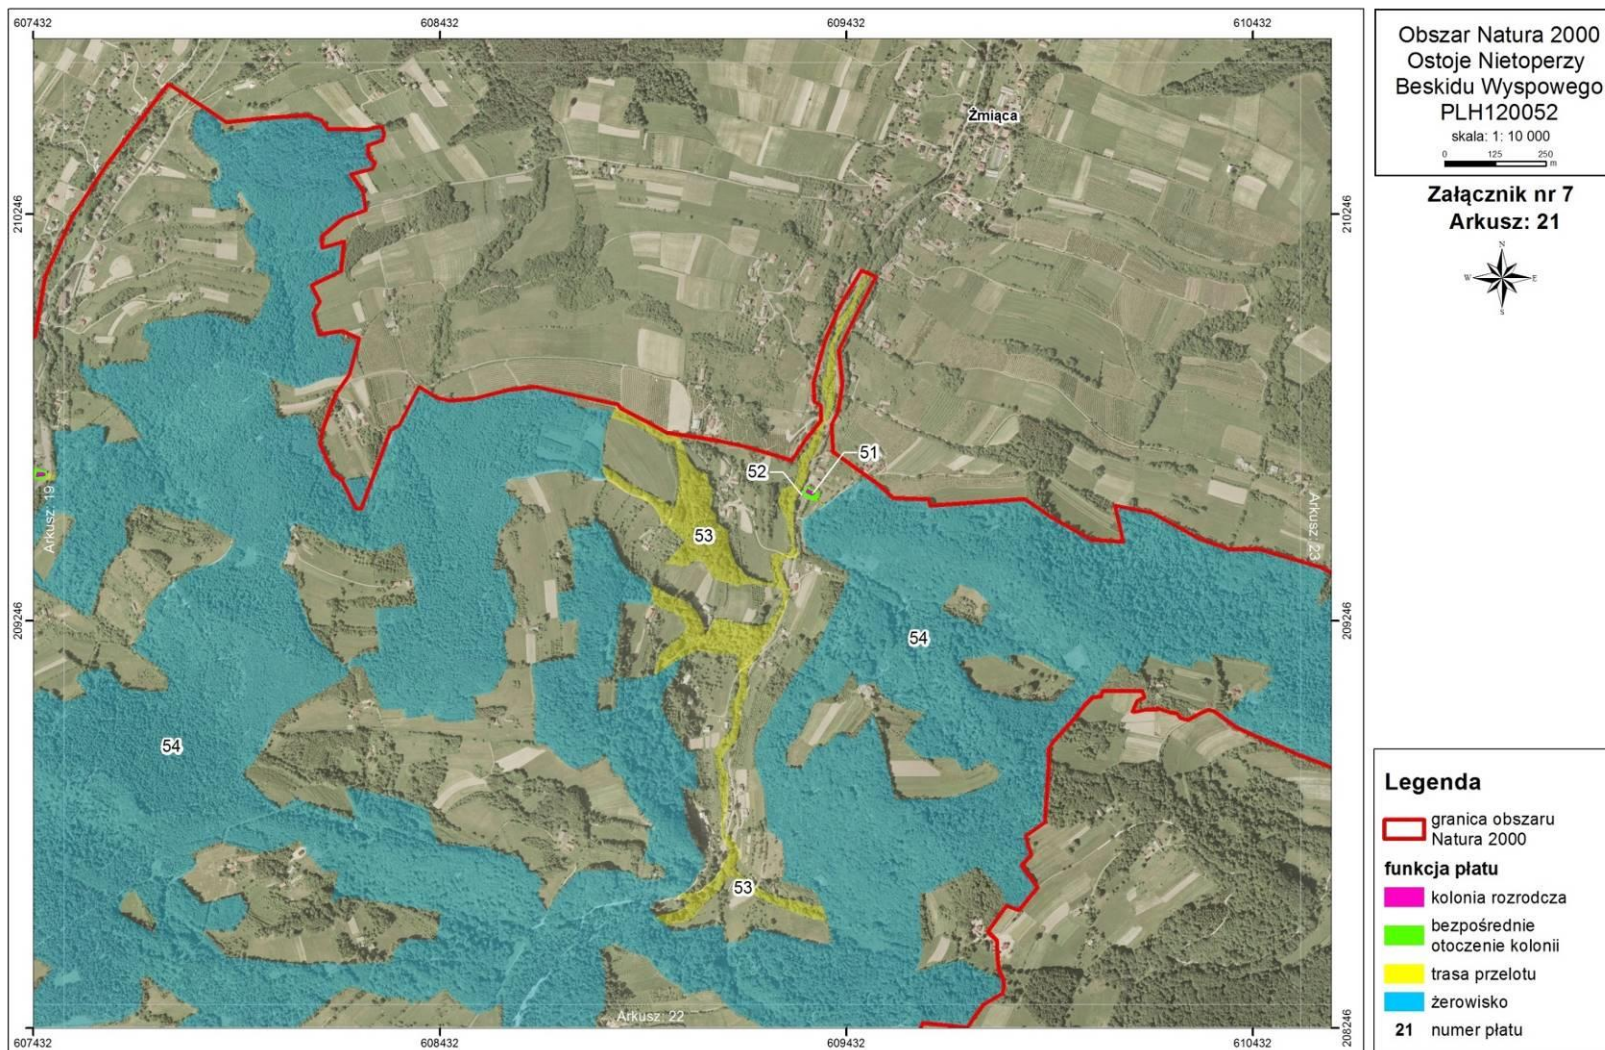 607432
608432
609432
610432
Obszar Natura 2000
Ostoje Nietoperzy
Beskidu Wyspowego
PLH120052
skala: 1: 10 000
0 125 250
m
Załącznik nr 7
Arkusz: 21
N
W E
S
Żmiąca
210246
210246
51
52
Arkusz: 19
Arkusz: 23
53
209246
209246
54
54
53
Arkusz: 22
208246
208246
607432
608432
609432
610432
Legenda
granica obszaru
Natura 2000
funkcja płatu
kolonia rozrodcza
bezpośrednie
otoczenie kolonii
trasa przelotu
żerowisko
21 numer płatu